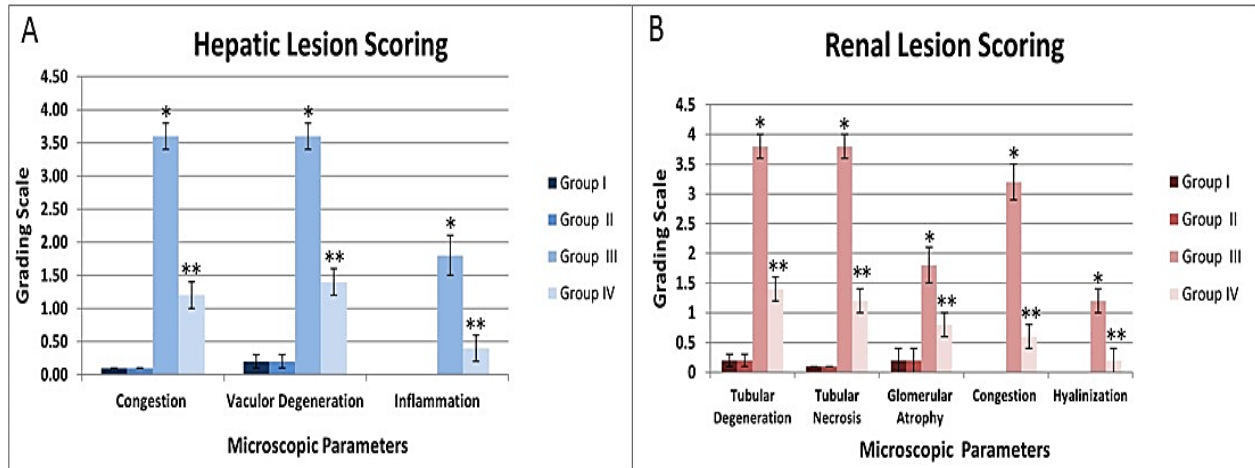 A
Hepatic Lesion Scoring
4.50
4.00
3.50
3.00
2.50
2.00
1.50
1.00
0.50
0.00
Grading Scale
* ** * ** * **
Congestion Vaculor Degeneration Inflammation
Microscopic Parameters
Group I
Group II
Group III
Group IV
B
Renal Lesion Scoring
4.5
4
3.5
3
2.5
2
1.5
1
0.5
0
Grading Scale
* ** * ** * ** * ** * **
Tubular Tubular Glomerular Congestion Hyalinization
Degeneration Necrosis Atrophy
Microscopic Parameters
Group I
Group II
Group III
Group IV